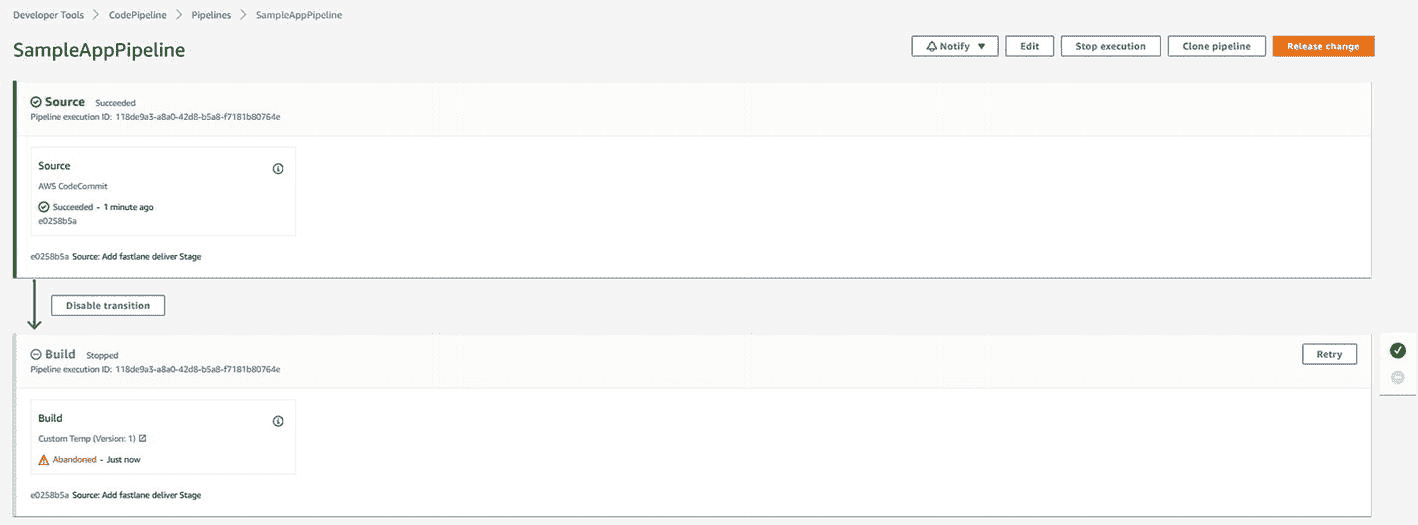 Developer Tools > CodePipeline > Pipelines > SampleAppPipeline
SampleAppPipeline
Notify ▼ Edit Stop execution Clone pipeline Release change
Source Succeeded
Pipeline execution ID: 118de9a3-a8a0-42d8-b5a8-f7181b80764e
Source
AWS CodeCommit
Succeeded - 1 minute ago
e0258b5a
e0258b5a Source: Add fastlane deliver Stage
Disable transition
Build Stopped
Retry
Pipeline execution ID: 118de9a3-a8a0-42d8-b5a8-f7181b80764e
Build
Custom Temp (Version: 1)
Abandoned - Just now
e0258b5a Source: Add fastlane deliver Stage